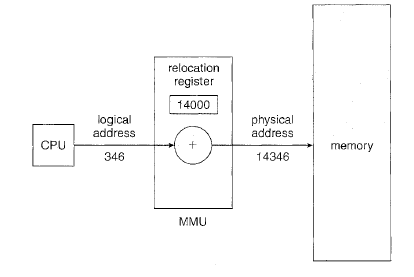 relocation
register
14000
logical
address
physical
address
CPU
+
memory
346
14346
MMU